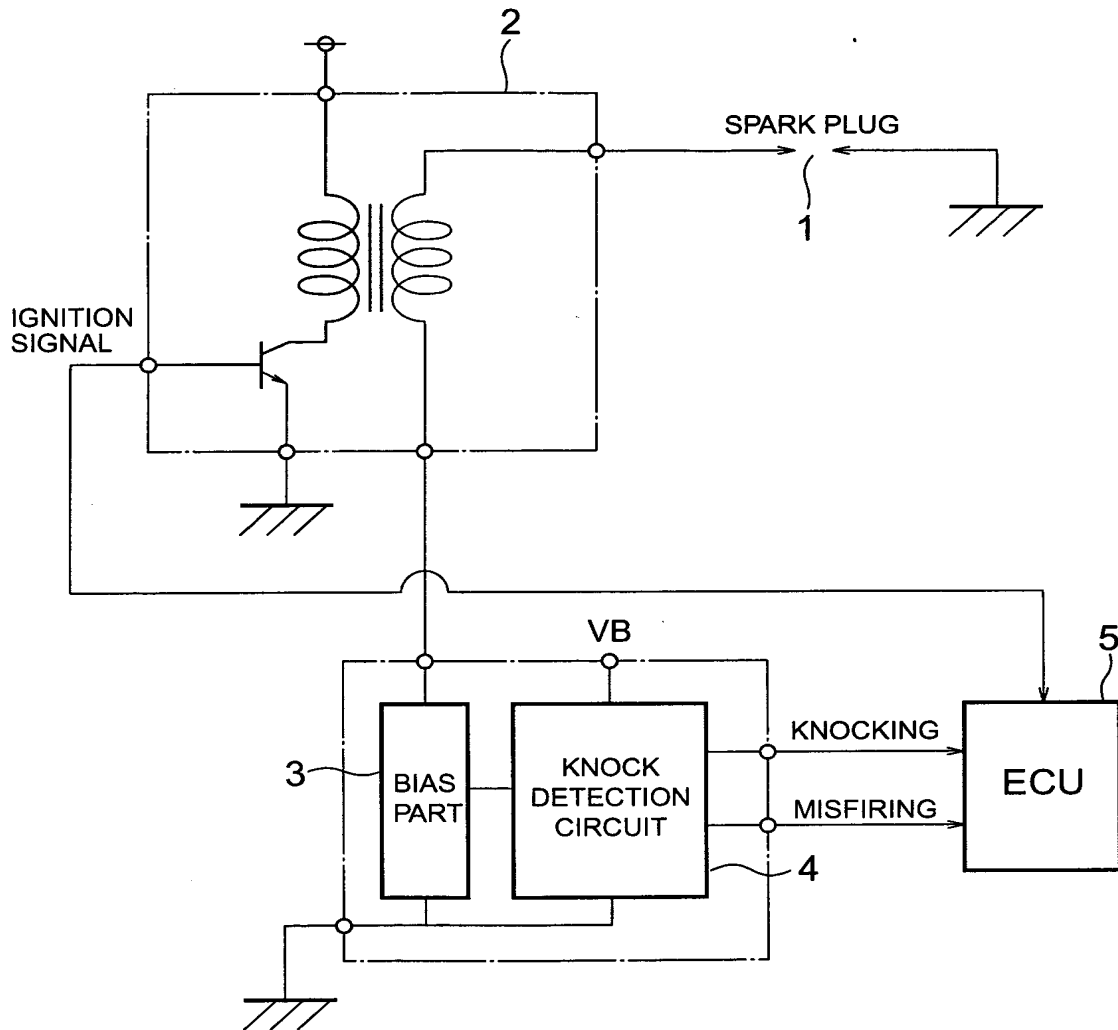 2
SPARK PLUG
1
IGNITION
SIGNAL
VB
5
KNOCKING
3
BIAS
PART
KNOCK
DETECTION
CIRCUIT
ECU
MISFIRING
4